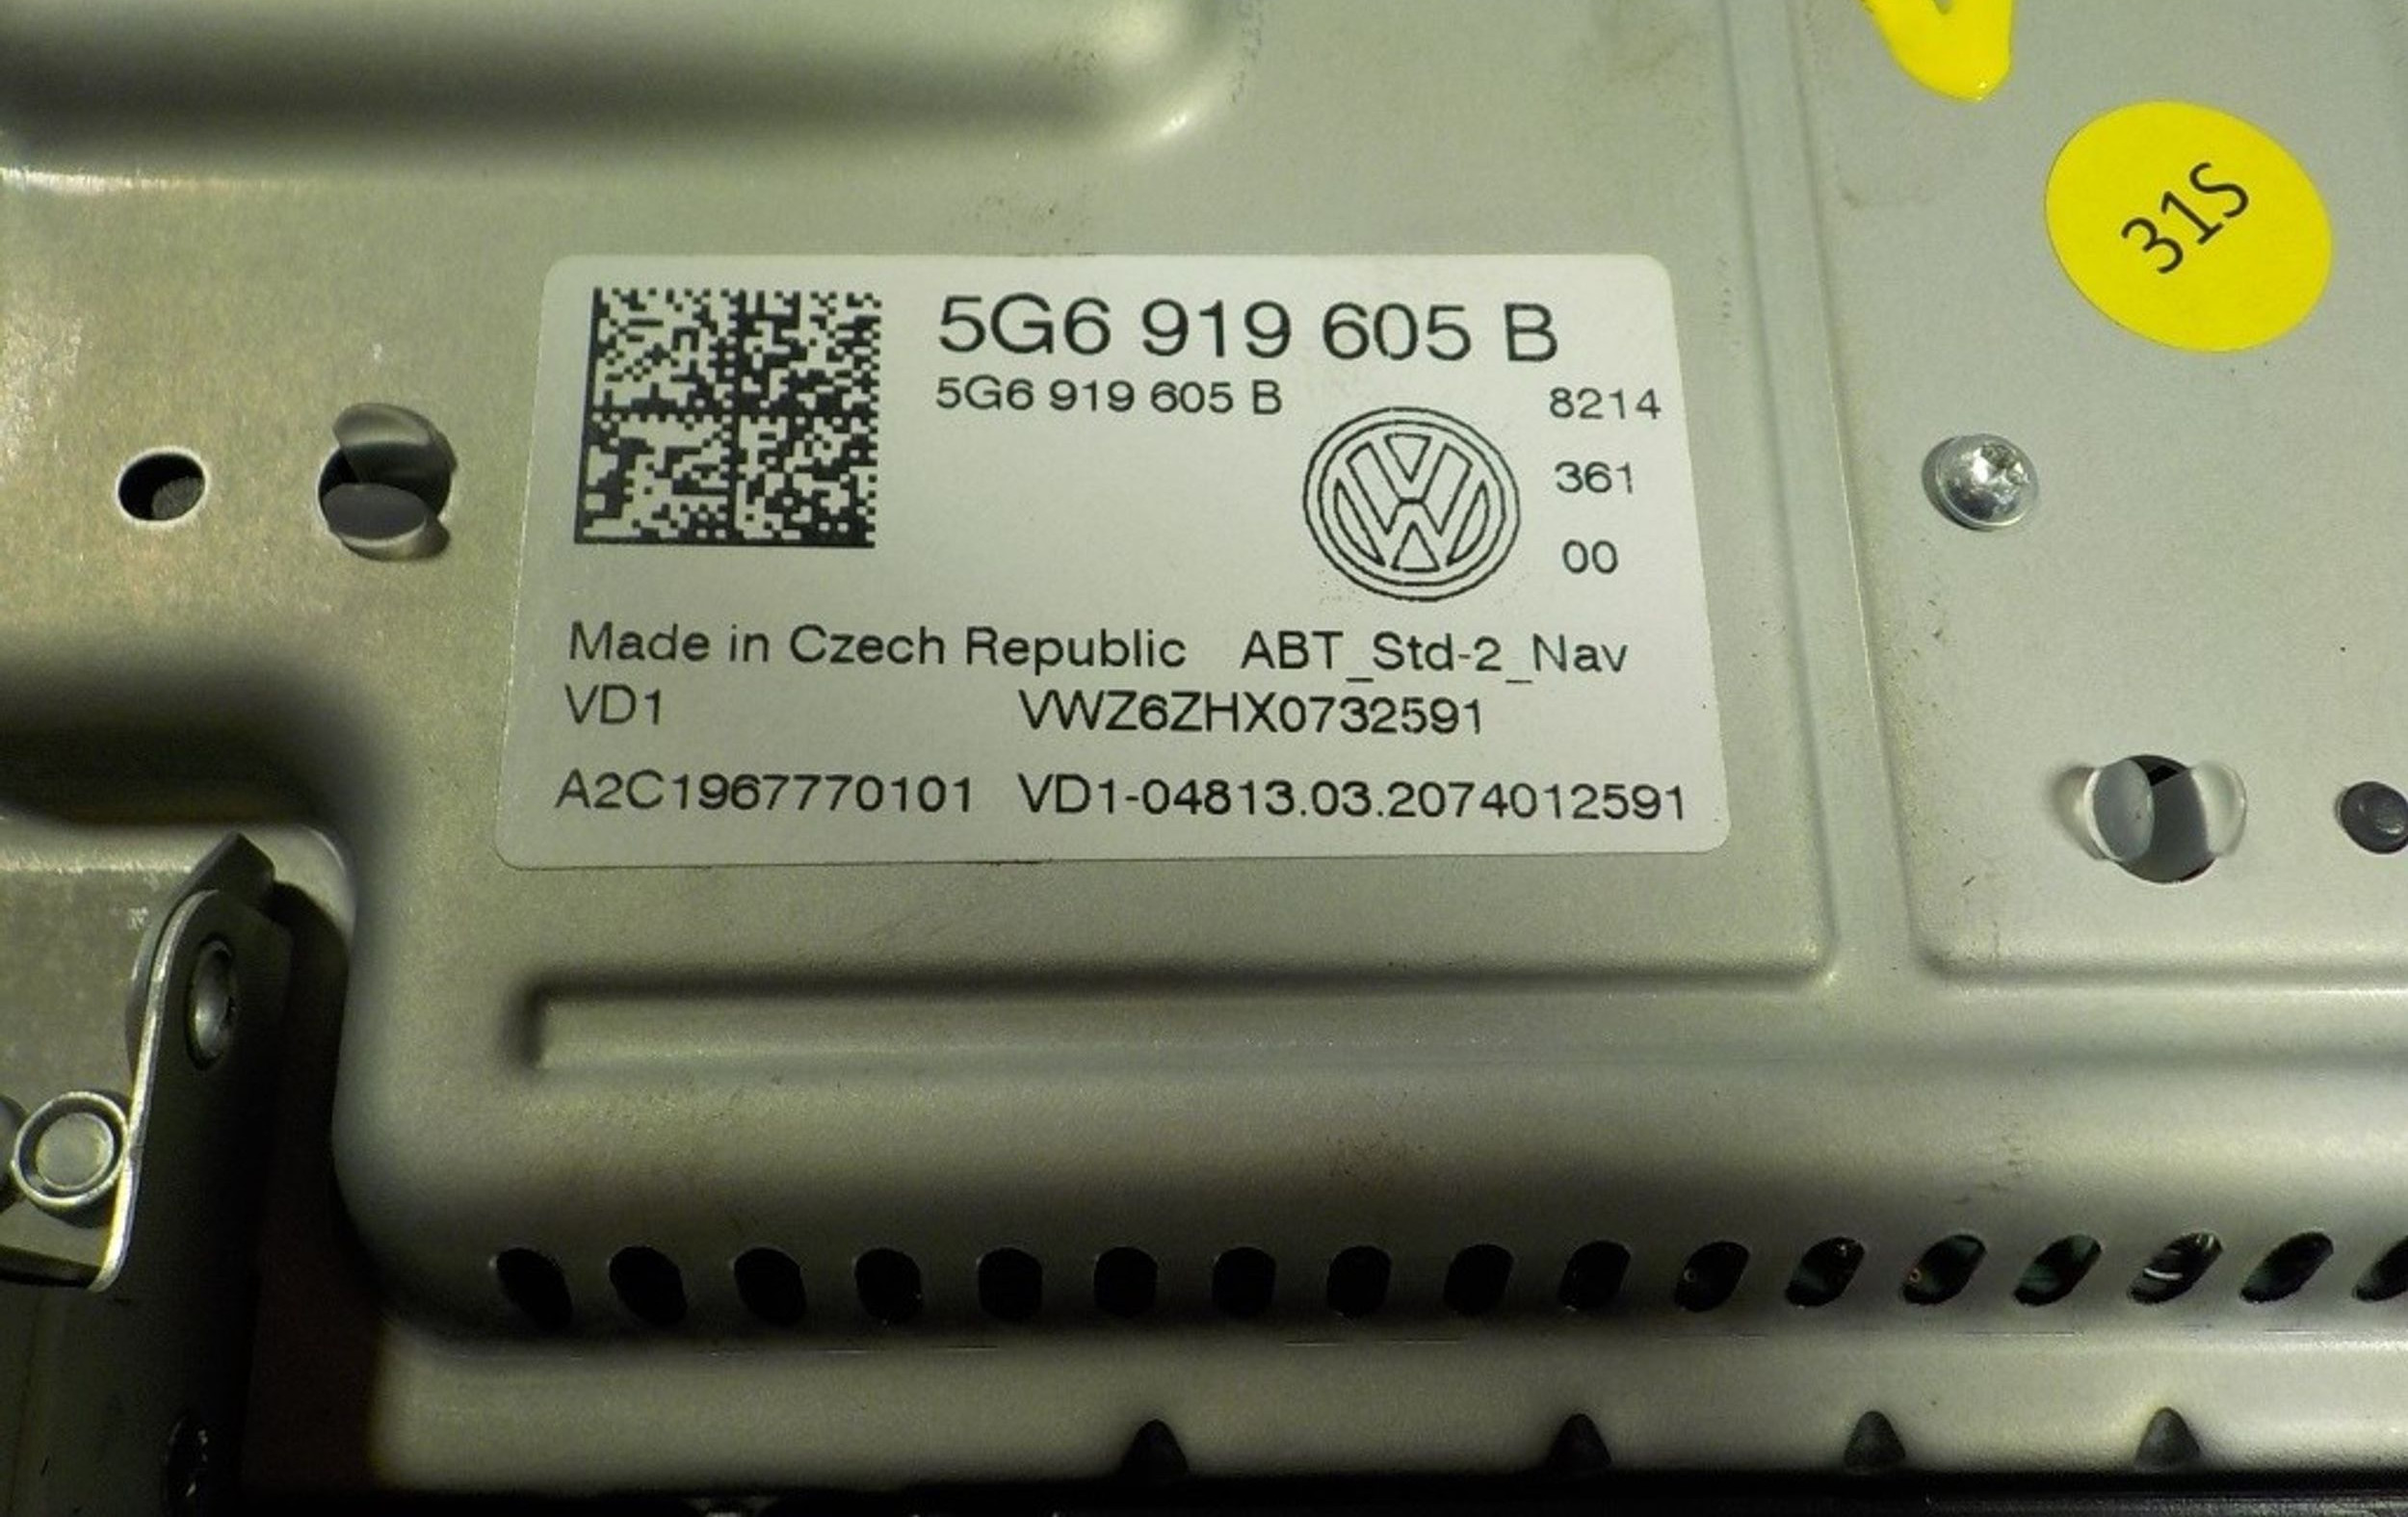 31S
5G6 919 605 B
5G6 919 605 B
8214
361
00
Made in Czech Republic ABT_Std-2_Nav
VD1 VWZ6ZHX0732591
A2C1967770101 VD1-04813.03.2074012591